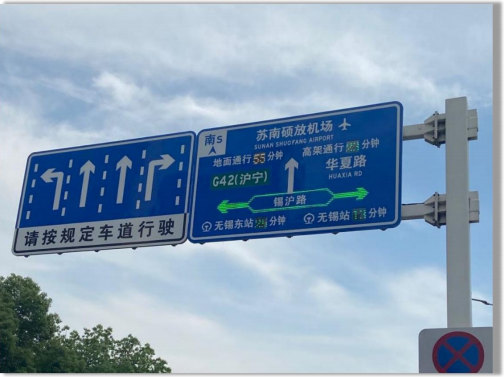 请按规定车道行驶
南S
苏南硕放机场
SUNAN SHUOFANG AIRPORT
地面通行55分钟
高架通行分钟
G42(沪宁)
华夏路
HUAXIA RD
锡沪路
无锡东站分钟
无锡站分钟